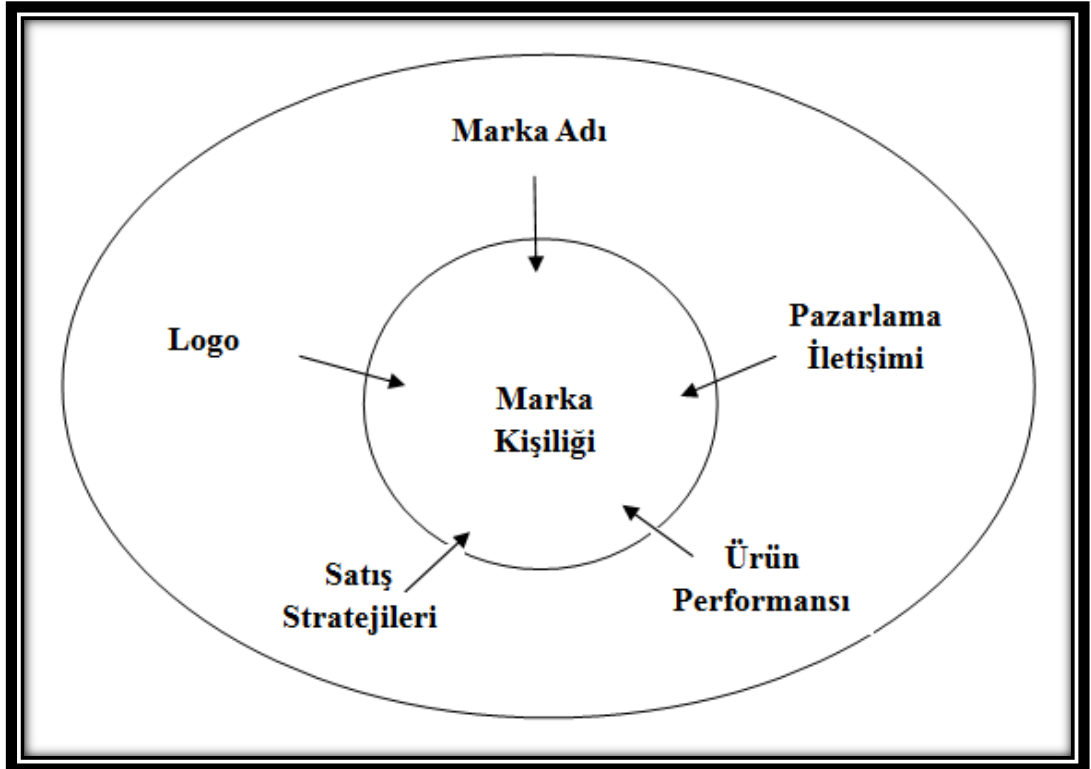 Marka Adı
Logo
Pazarlama
İletişimi
Marka
Kişiliği
Satış
Stratejileri
Ürün
Performansı